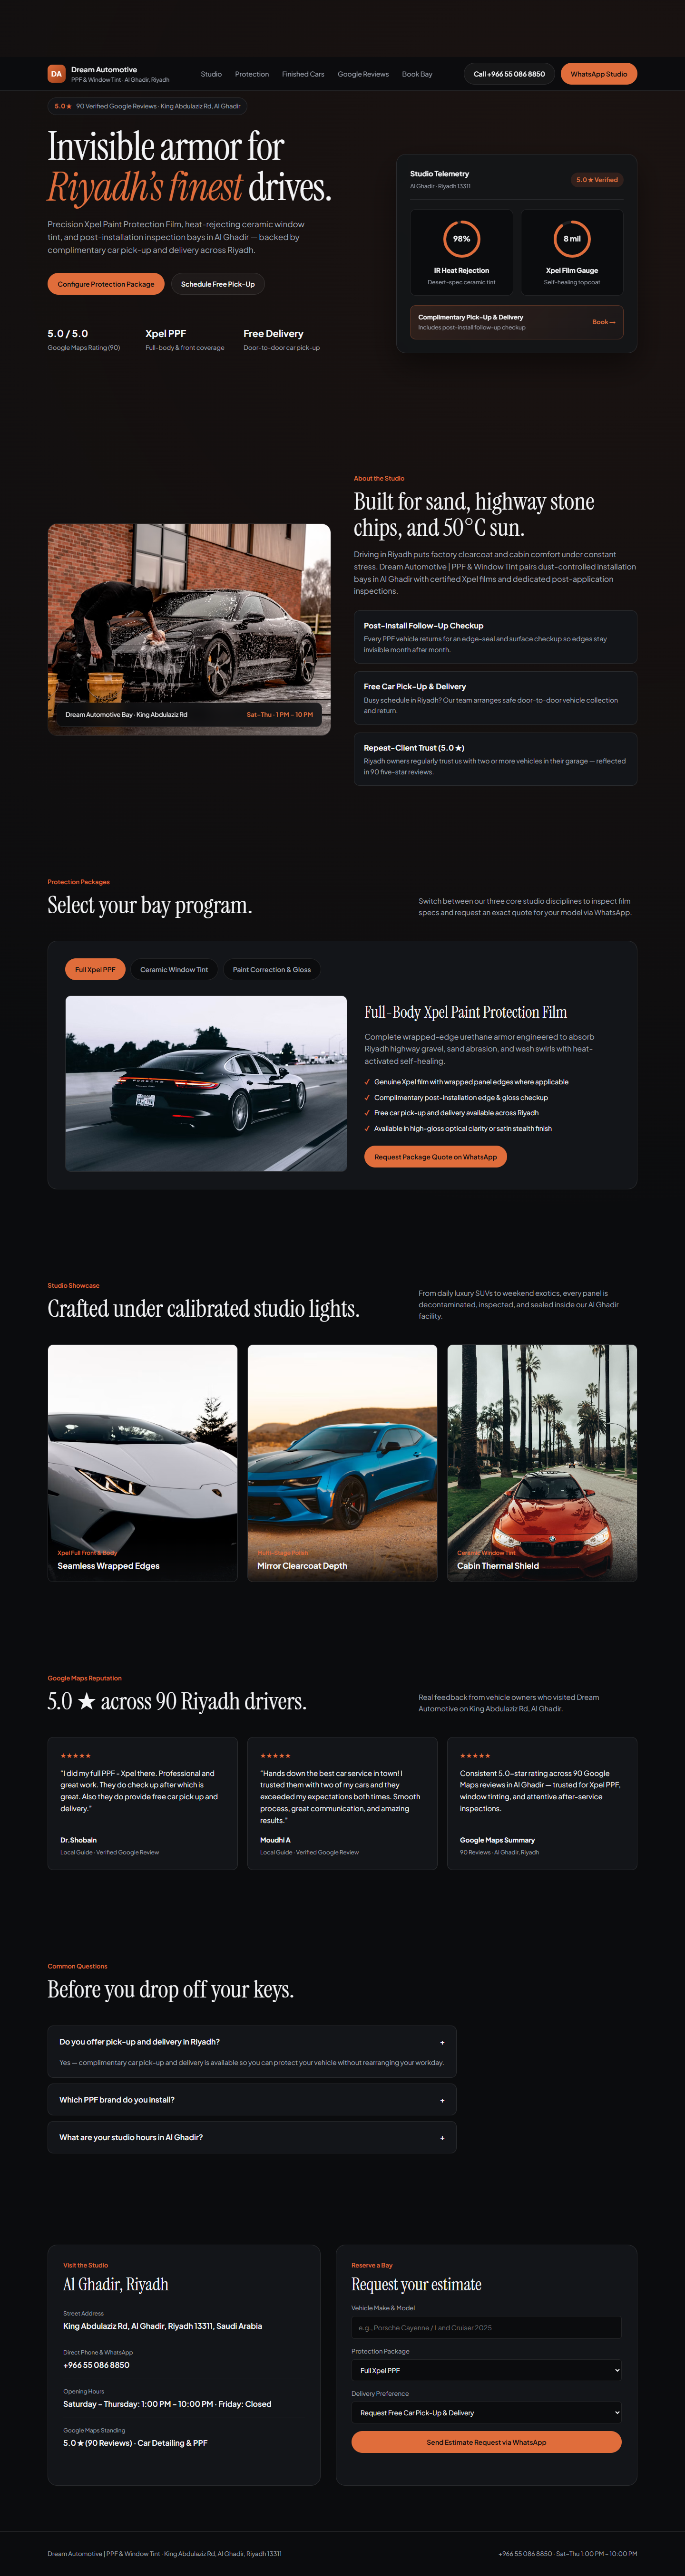 DA
Dream Automotive
PPF & Window Tint · Al Ghadir, Riyadh
Studio
Protection
Finished Cars
Google Reviews
Book Bay
Call +966 55 086 8850
WhatsApp Studio
5.0 ★ 90 Verified Google Reviews · King Abdulaziz Rd, Al Ghadir
Invisible armor for
Riyadh's finest drives.
Precision Xpel Paint Protection Film, heat-rejecting ceramic window
tint, and post-installation inspection bays in Al Ghadir — backed by
complimentary car pick-up and delivery across Riyadh.
Configure Protection Package
Schedule Free Pick-Up
5.0 / 5.0
Google Maps Rating (90)
Xpel PPF
Full-body & front coverage
Free Delivery
Door-to-door car pick-up
Studio Telemetry
Al Ghadir · Riyadh 13311
5.0 ★ Verified
98%
IR Heat Rejection
Desert-spec ceramic tint
8 mil
Xpel Film Gauge
Self-healing topcoat
Complimentary Pick-Up & Delivery
Includes post-install follow-up checkup
Book →
Dream Automotive Bay · King Abdulaziz Rd
Sat–Thu · 1 PM – 10 PM
About the Studio
Built for sand, highway stone
chips, and 50°C sun.
Driving in Riyadh puts factory clearcoat and cabin comfort under constant
stress. Dream Automotive | PPF & Window Tint pairs dust-controlled installation
bays in Al Ghadir with certified Xpel films and dedicated post-application
inspections.
Post-Install Follow-Up Checkup
Every PPF vehicle returns for an edge-seal and surface checkup so edges stay
invisible month after month.
Free Car Pick-Up & Delivery
Busy schedule in Riyadh? Our team arranges safe door-to-door vehicle collection
and return.
Repeat-Client Trust (5.0 ★)
Riyadh owners regularly trust us with two or more vehicles in their garage — reflected
in 90 five-star reviews.
Protection Packages
Select your bay program.
Switch between our three core studio disciplines to inspect film
specs and request an exact quote for your model via WhatsApp.
Full Xpel PPF
Ceramic Window Tint
Paint Correction & Gloss
PORSCHE
Full-Body Xpel Paint Protection Film
Complete wrapped-edge urethane armor engineered to absorb
Riyadh highway gravel, sand abrasion, and wash swirls with heat-
activated self-healing.
✓ Genuine Xpel film with wrapped panel edges where applicable
✓ Complimentary post-installation edge & gloss checkup
✓ Free car pick-up and delivery available across Riyadh
✓ Available in high-gloss optical clarity or satin stealth finish
Request Package Quote on WhatsApp
Studio Showcase
Crafted under calibrated studio lights.
From daily luxury SUVs to weekend exotics, every panel is
decontaminated, inspected, and sealed inside our Al Ghadir
facility.
Xpel Full Front & Body
Seamless Wrapped Edges
Multi-Stage Polish
Mirror Clearcoat Depth
Ceramic Window Tint
Cabin Thermal Shield
Google Maps Reputation
5.0 ★ across 90 Riyadh drivers.
Real feedback from vehicle owners who visited Dream
Automotive on King Abdulaziz Rd, Al Ghadir.
★★★★★
"I did my full PPF - Xpel there. Professional and
great work. They do check up after which is
great. Also they do provide free car pick up and
delivery."
Dr. Shobain
Local Guide · Verified Google Review
★★★★★
"Hands down the best car service in town! I
trusted them with two of my cars and they
exceeded my expectations both times. Smooth
process, great communication, and amazing
results."
Moudhi A
Local Guide · Verified Google Review
★★★★★
Consistent 5.0-star rating across 90 Google
Maps reviews in Al Ghadir — trusted for Xpel PPF,
window tinting, and attentive after-service
inspections.
Google Maps Summary
90 Reviews · Al Ghadir, Riyadh
Common Questions
Before you drop off your keys.
Do you offer pick-up and delivery in Riyadh? +
Yes — complimentary car pick-up and delivery is available so you can protect your vehicle without rearranging your workday.
Which PPF brand do you install? +
What are your studio hours in Al Ghadir? +
Visit the Studio
Al Ghadir, Riyadh
Street Address
King Abdulaziz Rd, Al Ghadir, Riyadh 13311, Saudi Arabia
Direct Phone & WhatsApp
+966 55 086 8850
Opening Hours
Saturday – Thursday: 1:00 PM – 10:00 PM · Friday: Closed
Google Maps Standing
5.0 ★ (90 Reviews) · Car Detailing & PPF
Reserve a Bay
Request your estimate
Vehicle Make & Model
e.g., Porsche Cayenne / Land Cruiser 2025
Protection Package
Full Xpel PPF
Delivery Preference
Request Free Car Pick-Up & Delivery
Send Estimate Request via WhatsApp
Dream Automotive | PPF & Window Tint · King Abdulaziz Rd, Al Ghadir, Riyadh 13311
+966 55 086 8850 · Sat–Thu 1:00 PM – 10:00 PM